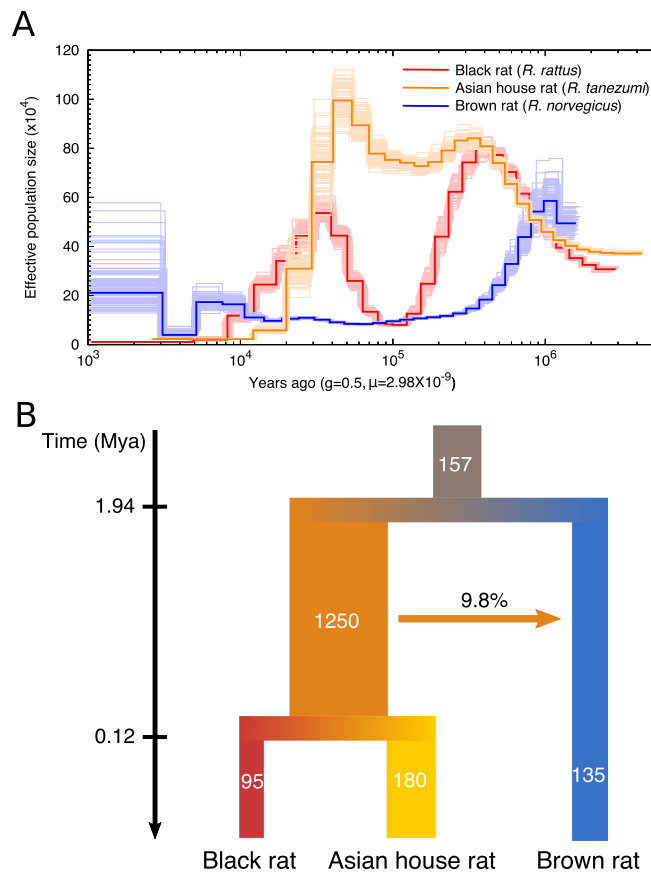 A
120
100
80
60
40
20
0
Effective population size (x10⁴)
Black rat (R. rattus)
Asian house rat (R. tanezumi)
Brown rat (R. norvegicus)
10³ 10⁴ 10⁵ 10⁶
Years ago (g=0.5, μ=2.98X10⁻⁹)
B
Time (Mya)
157
1.94
9.8%
1250
0.12
95 180 135
Black rat Asian house rat Brown rat